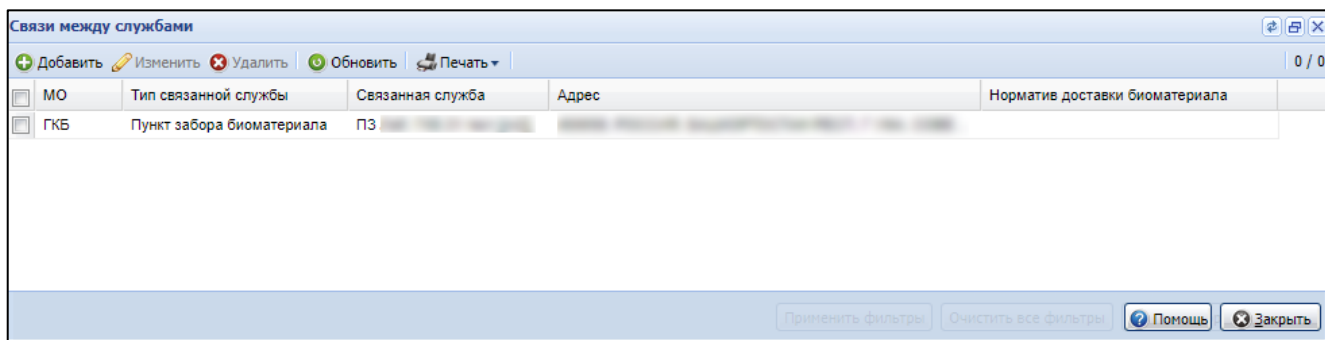 Связи между службами
Добавить Изменить Удалить Обновить Печать 0 / 0
МО Тип связанной службы Связанная служба Адрес Норматив доставки биоматериала
ГКБ Пункт забора биоматериала ПЗ
Применить фильтры Очистить все фильтры Помощь Закрыть